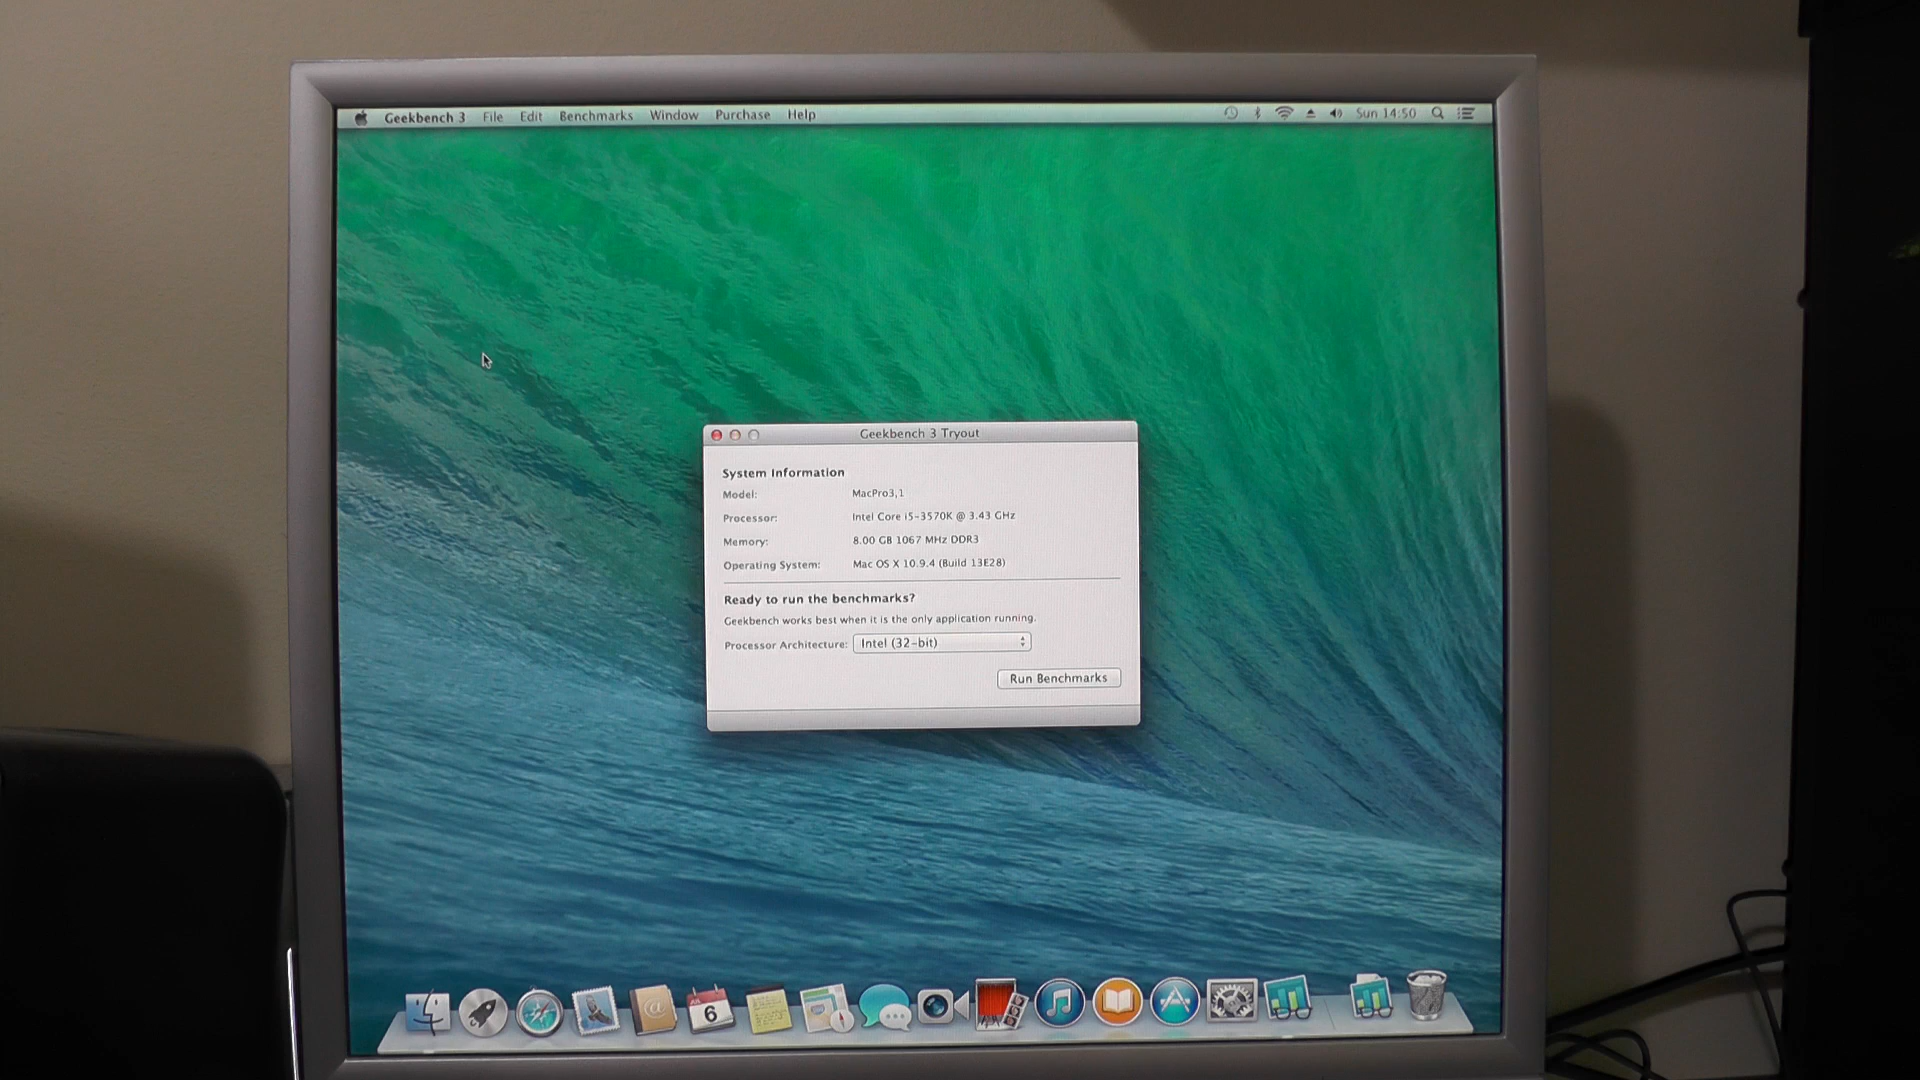 Geekbench 3 File Edit Benchmarks Window Purchase Help Sun 14:50
Geekbench 3 Tryout
System Information
Model: MacPro3,1
Processor: Intel Core i5-3570K @ 3.43 GHz
Memory: 8.00 GB 1067 MHz DDR3
Operating System: Mac OS X 10.9.4 (Build 13E28)
Ready to run the benchmarks?
Geekbench works best when it is the only application running.
Processor Architecture: Intel (32-bit)
Run Benchmarks
JUL
6